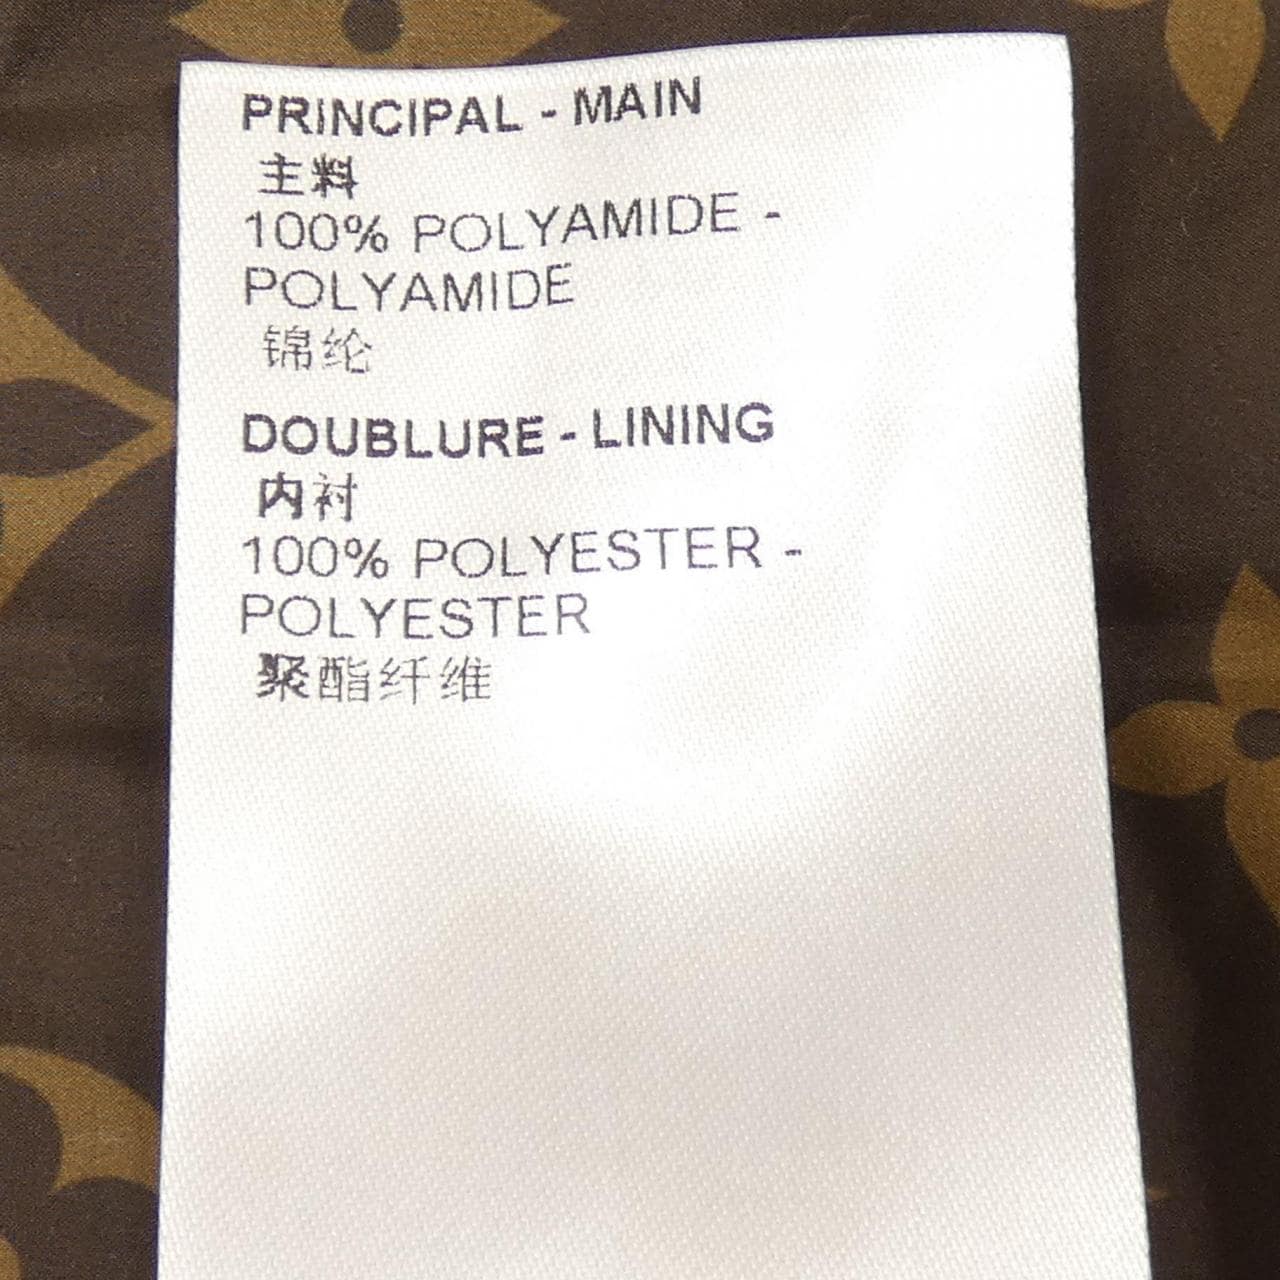 PRINCIPAL - MAIN
主料
100% POLYAMIDE -
POLYAMIDE
锦纶
DOUBLURE - LINING
内衬
100% POLYESTER -
POLYESTER
聚酯纤维